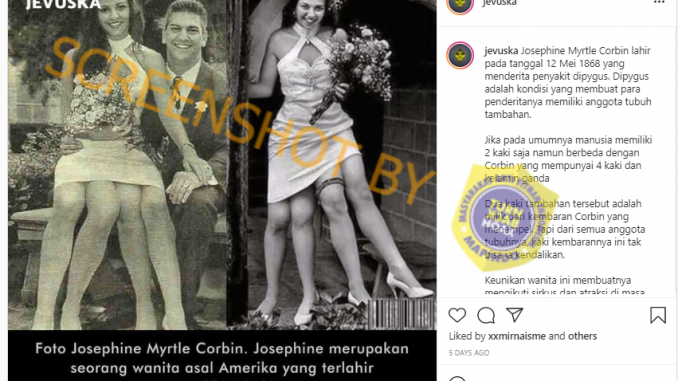 JEVUSKA
SCREENSHOT BY
Foto Josephine Myrtle Corbin. Josephine merupakan
seorang wanita asal Amerika yang terlahir
jevuska
jevuska Josephine Myrtle Corbin lahir
pada tanggal 12 Mei 1868 yang
menderita penyakit dipygus. Dipygus
adalah kondisi yang membuat para
penderitanya memiliki anggota tubuh
tambahan.
Jika pada umumnya manusia memiliki
2 kaki saja namun berbeda dengan
Corbin yang mempunyai 4 kaki dan
kelamin ganda
Dua kaki tambahan tersebut adalah
milik dari kembaran Corbin yang
menempel. Tapi dari semua anggota
tubuhnya, kaki kembarannya ini tak
bisa ia kendalikan.
Keunikan wanita ini membuatnya
mengikuti sirkus dan atraksi di masa
Liked by xxmirnaisme and others
5 DAYS AGO